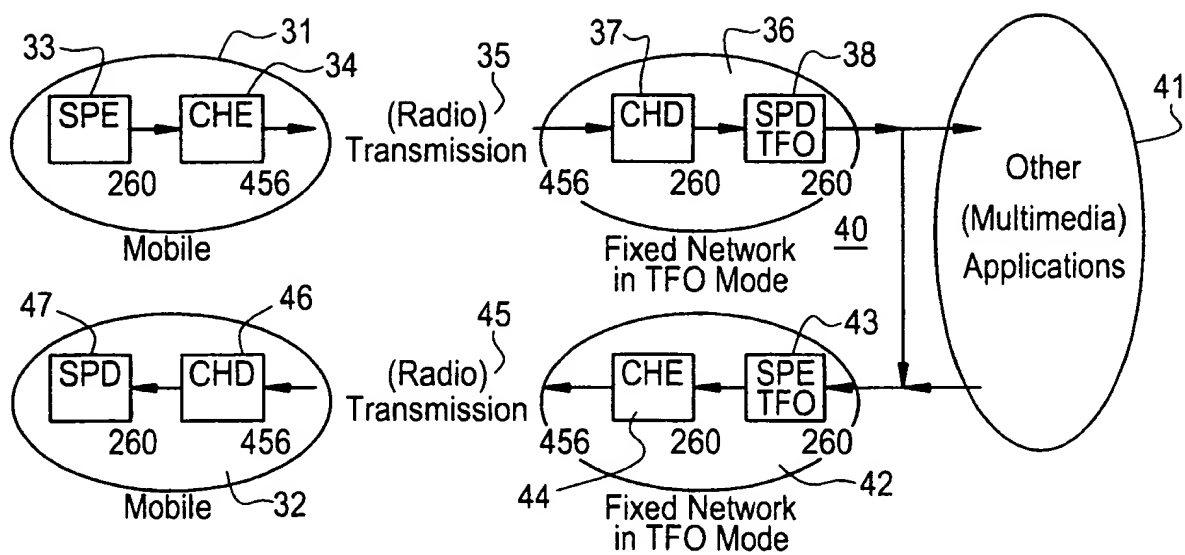 33
31
34
SPE
CHE
260
456
Mobile
35
(Radio)
Transmission
37
36
38
CHD
SPD
TFO
456
260
260
Fixed Network
in TFO Mode
40
41
Other
(Multimedia)
Applications
47
46
SPD
CHD
260
456
Mobile
32
45
(Radio)
Transmission
43
CHE
SPE
TFO
456
260
260
44
42
Fixed Network
in TFO Mode